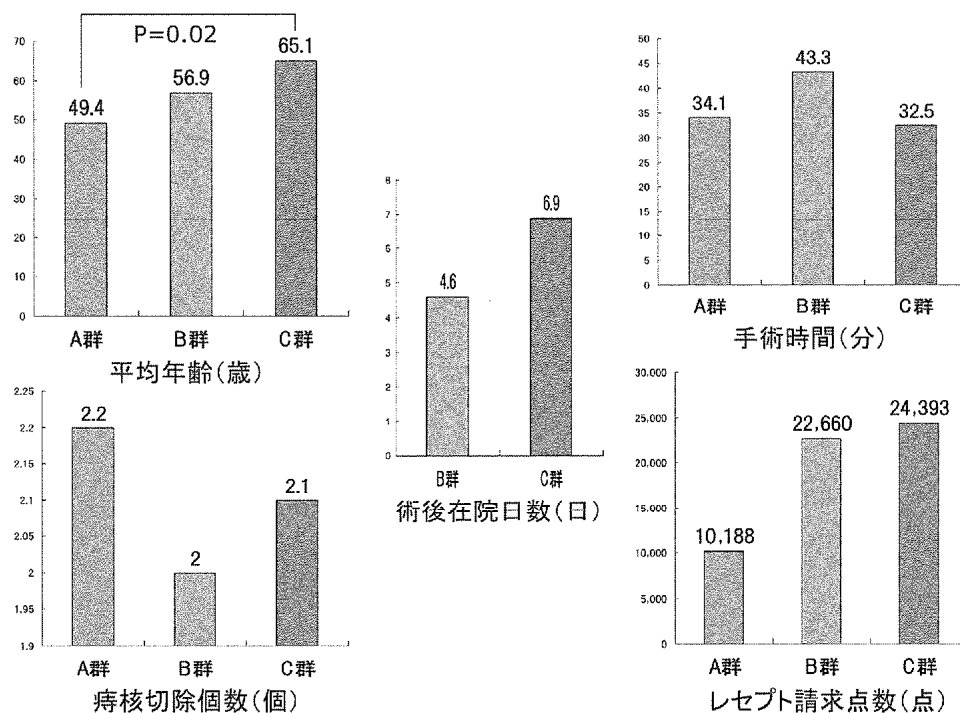 P=0.02
70
60
50
40
30
20
10
0
49.4
56.9
65.1
A群
B群
C群
平均年齢(歳)
8
7
6
5
4
3
2
1
0
4.6
6.9
B群
C群
術後在院日数(日)
50
45
40
35
30
25
20
15
10
5
0
34.1
43.3
32.5
A群
B群
C群
手術時間(分)
2.25
2.2
2.15
2.1
2.05
2
1.95
1.9
2.2
2
2.1
A群
B群
C群
痔核切除個数(個)
30,000
25,000
20,000
15,000
10,000
5,000
0
10,188
22,660
24,393
A群
B群
C群
レセプト請求点数(点)